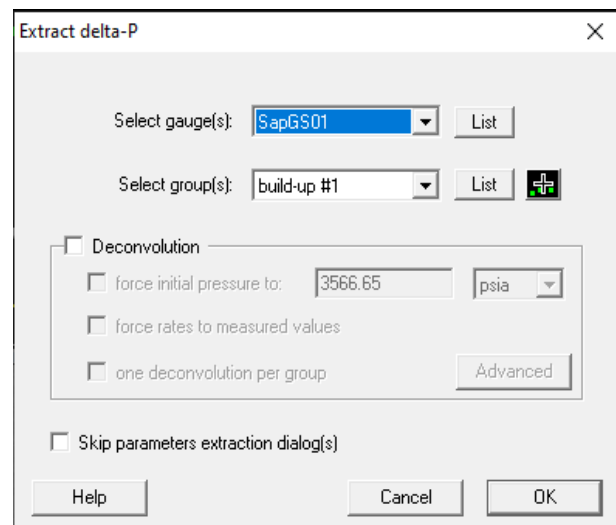 Extract delta-P
Select gauge(s): SapGS01 List
Select group(s): build-up #1 List
Deconvolution
force initial pressure to: 3566.65 psia
force rates to measured values
one deconvolution per group Advanced
Skip parameters extraction dialog(s)
Help Cancel OK